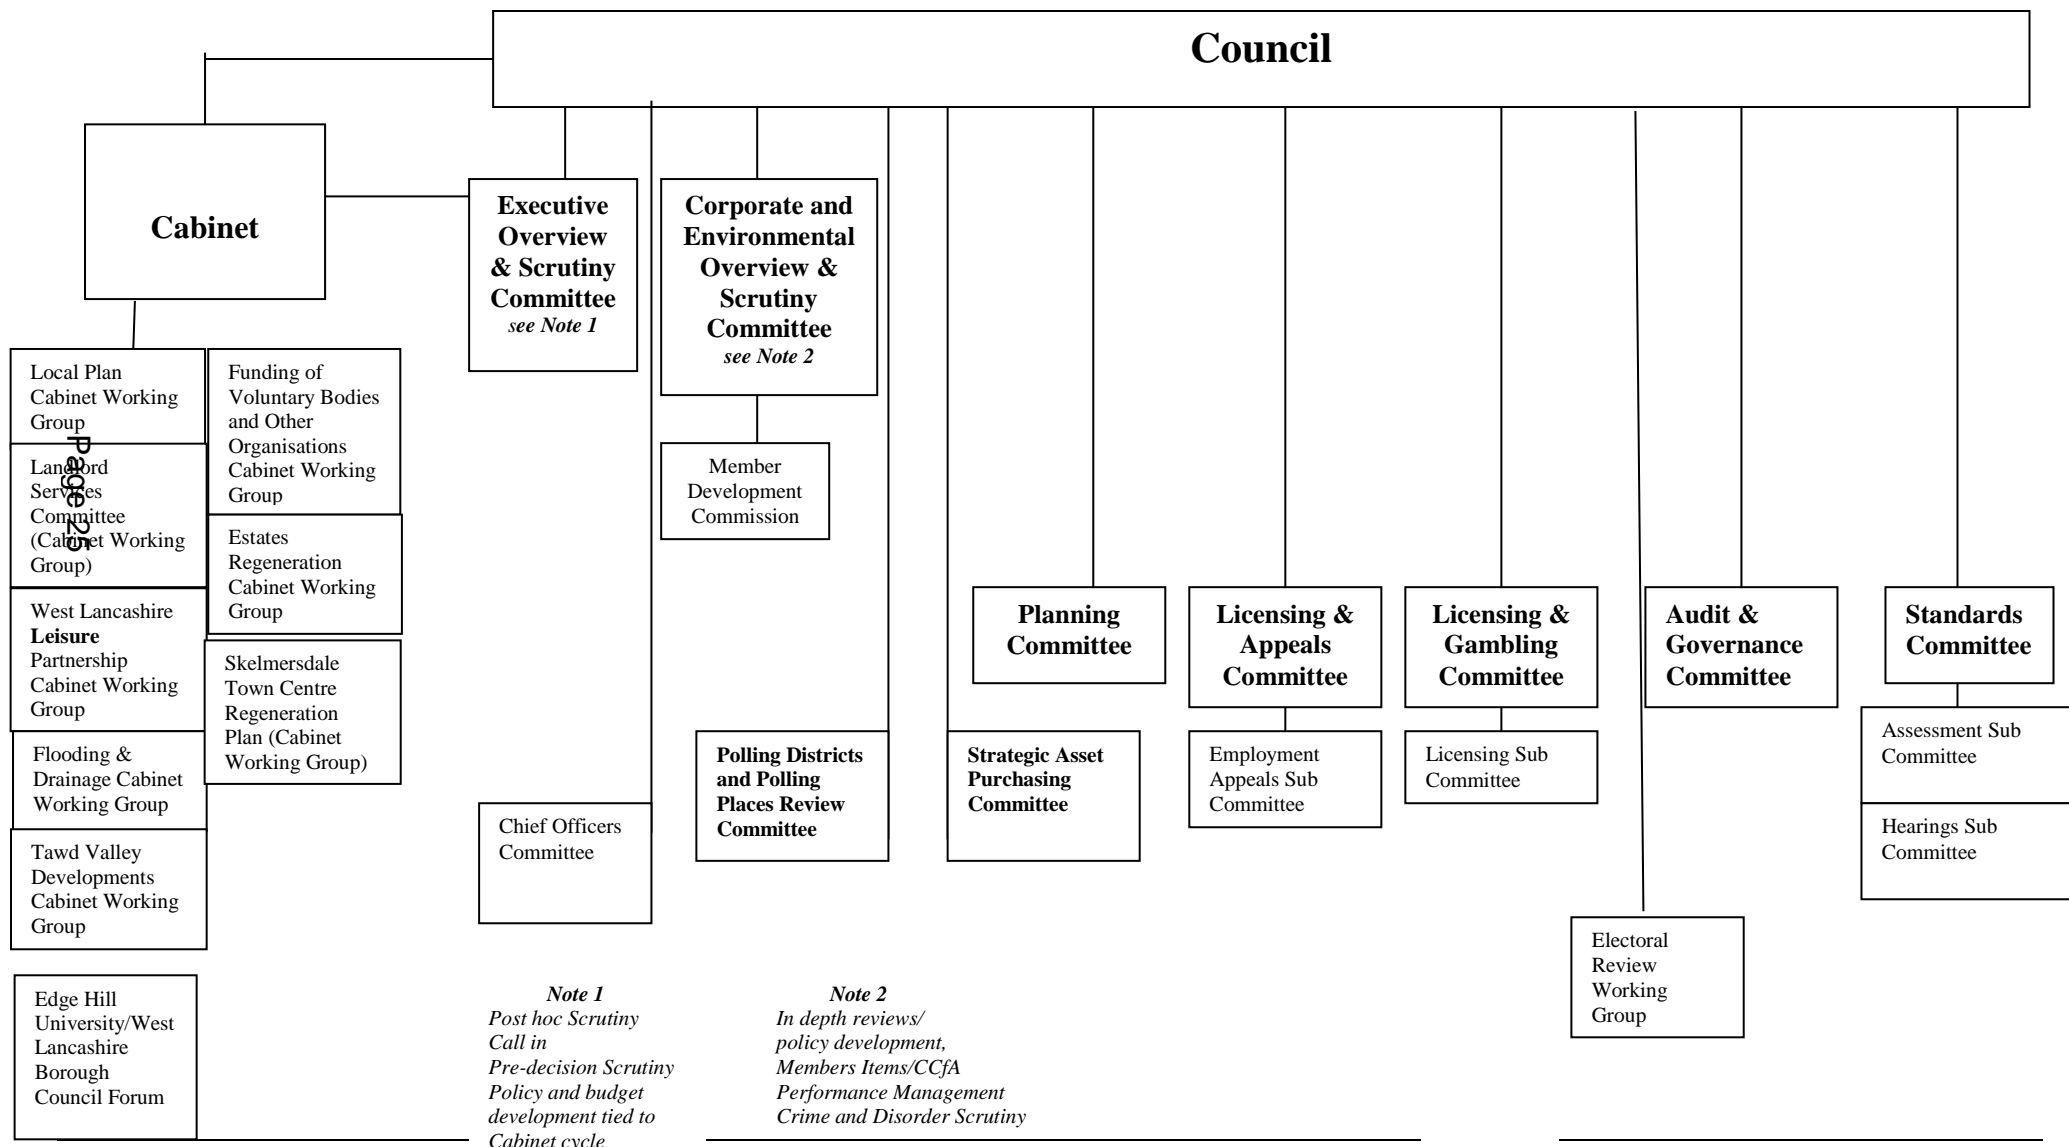 Council
Cabinet
Executive
Overview
& Scrutiny
Committee
see Note 1
Corporate and
Environmental
Overview &
Scrutiny
Committee
see Note 2
Local Plan
Cabinet Working
Group
Landlord
Services
Committee
(Cabinet Working
Group)
West Lancashire
Leisure
Partnership
Cabinet Working
Group
Flooding &
Drainage Cabinet
Working Group
Tawd Valley
Developments
Cabinet Working
Group
Edge Hill
University/West
Lancashire
Borough
Council Forum
Page 25
Funding of
Voluntary Bodies
and Other
Organisations
Cabinet Working
Group
Estates
Regeneration
Cabinet Working
Group
Skelmersdale
Town Centre
Regeneration
Plan (Cabinet
Working Group)
Member
Development
Commission
Planning
Committee
Licensing &
Appeals
Committee
Licensing &
Gambling
Committee
Audit &
Governance
Committee
Standards
Committee
Chief Officers
Committee
Polling Districts
and Polling
Places Review
Committee
Strategic Asset
Purchasing
Committee
Employment
Appeals Sub
Committee
Licensing Sub
Committee
Assessment Sub
Committee
Hearings Sub
Committee
Electoral
Review
Working
Group
Note 1
Post hoc Scrutiny
Call in
Pre-decision Scrutiny
Policy and budget
development tied to
Cabinet cycle
Note 2
In depth reviews/
policy development,
Members Items/CCfA
Performance Management
Crime and Disorder Scrutiny